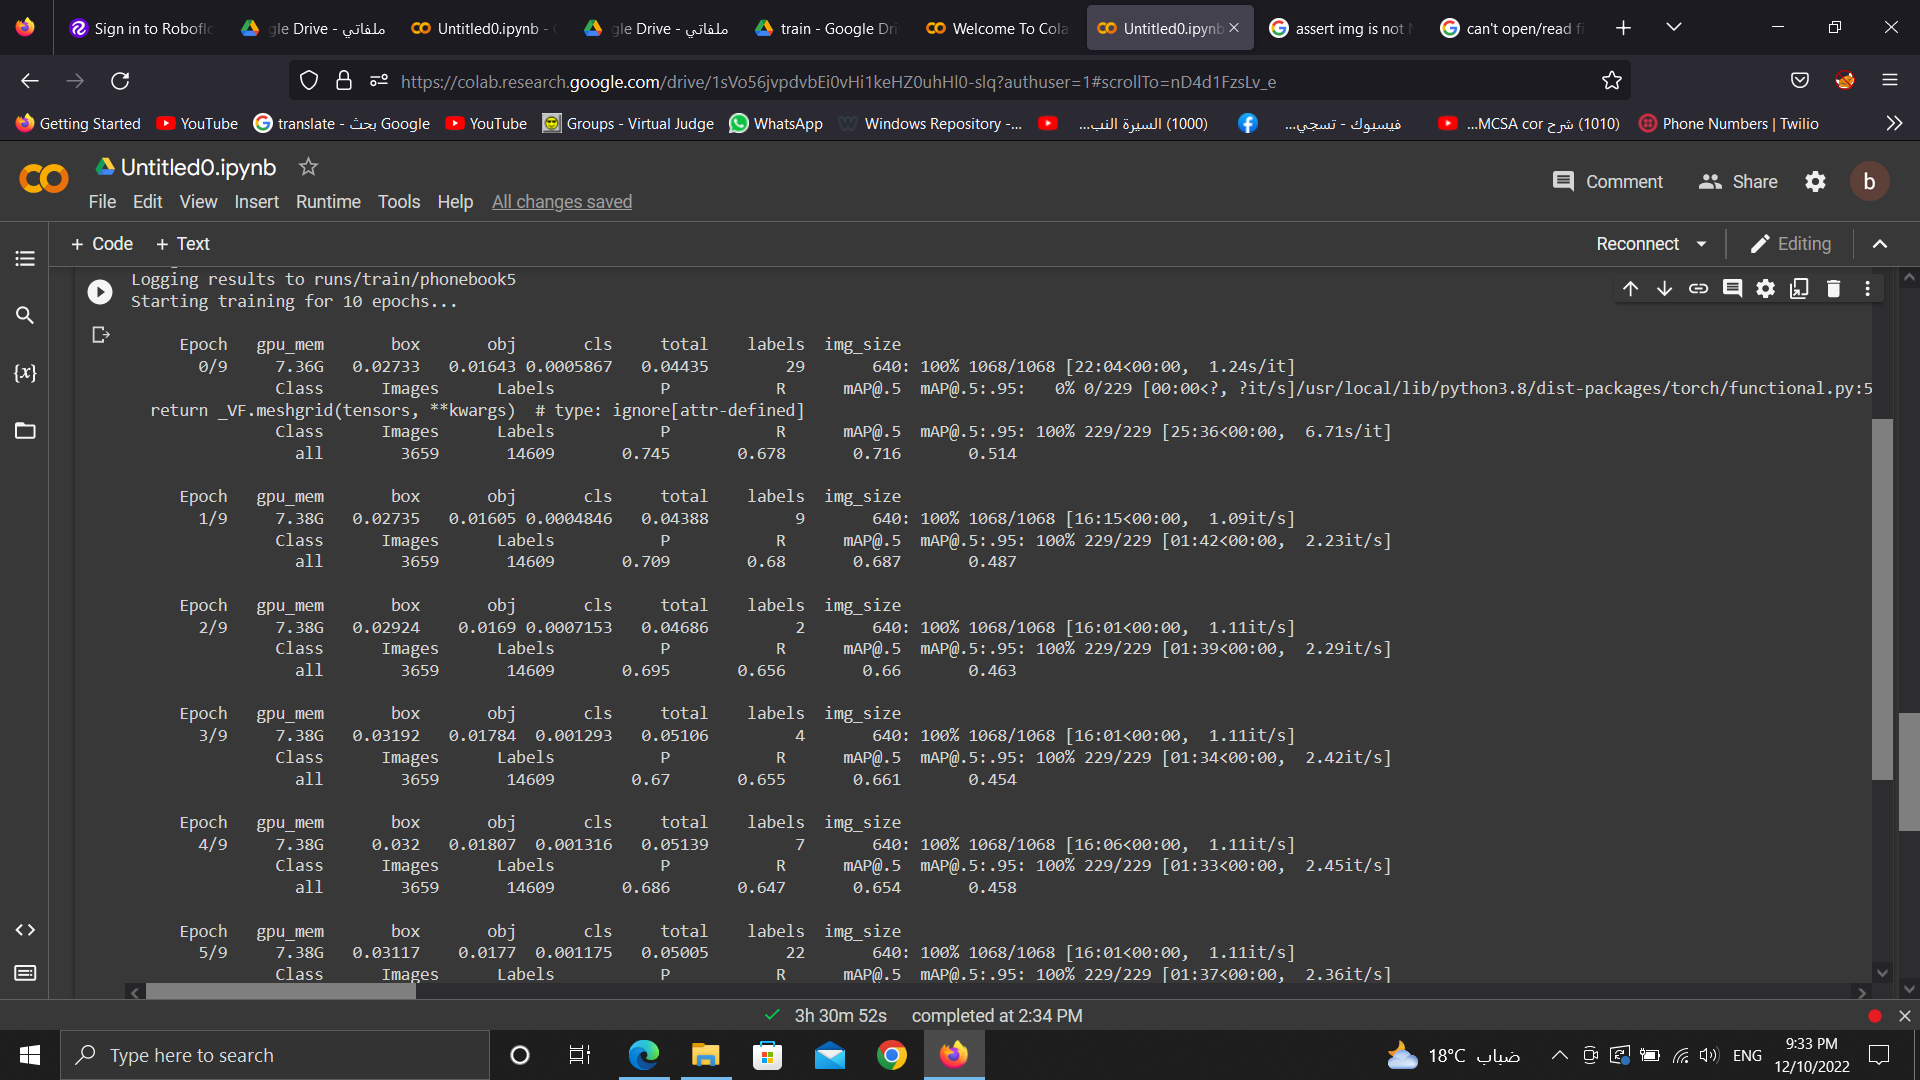 Sign in to Roboflo
gle Drive - ملفاتي
Untitled0.ipynb -
gle Drive - ملفاتي
train - Google Dri
Welcome To Cola
Untitled0.ipynb
assert img is not
can't open/read fi
https://colab.research.google.com/drive/1sVo56jvpdvbEi0vHi1keHZ0uhHl0-slq?authuser=1#scrollTo=nD4d1FzsLv_e
Getting Started
YouTube
translate - بحث Google
YouTube
Groups - Virtual Judge
WhatsApp
Windows Repository -...
(1000) السيرة النب...
فيسبوك - تسجي...
(1010) شرح MCSA cor...
Phone Numbers | Twilio
Untitled0.ipynb
Comment
Share
b
File Edit View Insert Runtime Tools Help All changes saved
+ Code + Text
Reconnect
Editing
Logging results to runs/train/phonebook5
Starting training for 10 epochs...
Epoch gpu_mem box obj cls total labels img_size
0/9 7.36G 0.02733 0.01643 0.0005867 0.04435 29 640: 100% 1068/1068 [22:04<00:00, 1.24s/it]
Class Images Labels P R mAP@.5 mAP@.5:.95: 0% 0/229 [00:00<?, ?it/s]/usr/local/lib/python3.8/dist-packages/torch/functional.py:5
return _VF.meshgrid(tensors, **kwargs) # type: ignore[attr-defined]
Class Images Labels P R mAP@.5 mAP@.5:.95: 100% 229/229 [25:36<00:00, 6.71s/it]
all 3659 14609 0.745 0.678 0.716 0.514
Epoch gpu_mem box obj cls total labels img_size
1/9 7.38G 0.02735 0.01605 0.0004846 0.04388 9 640: 100% 1068/1068 [16:15<00:00, 1.09it/s]
Class Images Labels P R mAP@.5 mAP@.5:.95: 100% 229/229 [01:42<00:00, 2.23it/s]
all 3659 14609 0.709 0.68 0.687 0.487
Epoch gpu_mem box obj cls total labels img_size
2/9 7.38G 0.02924 0.0169 0.0007153 0.04686 2 640: 100% 1068/1068 [16:01<00:00, 1.11it/s]
Class Images Labels P R mAP@.5 mAP@.5:.95: 100% 229/229 [01:39<00:00, 2.29it/s]
all 3659 14609 0.695 0.656 0.66 0.463
Epoch gpu_mem box obj cls total labels img_size
3/9 7.38G 0.03192 0.01784 0.001293 0.05106 4 640: 100% 1068/1068 [16:01<00:00, 1.11it/s]
Class Images Labels P R mAP@.5 mAP@.5:.95: 100% 229/229 [01:34<00:00, 2.42it/s]
all 3659 14609 0.67 0.655 0.661 0.454
Epoch gpu_mem box obj cls total labels img_size
4/9 7.38G 0.032 0.01807 0.001316 0.05139 7 640: 100% 1068/1068 [16:06<00:00, 1.11it/s]
Class Images Labels P R mAP@.5 mAP@.5:.95: 100% 229/229 [01:33<00:00, 2.45it/s]
all 3659 14609 0.686 0.647 0.654 0.458
Epoch gpu_mem box obj cls total labels img_size
5/9 7.38G 0.03117 0.0177 0.001175 0.05005 22 640: 100% 1068/1068 [16:01<00:00, 1.11it/s]
Class Images Labels P R mAP@.5 mAP@.5:.95: 100% 229/229 [01:37<00:00, 2.36it/s]
3h 30m 52s completed at 2:34 PM
Type here to search
18°C ضباب
ENG
9:33 PM
12/10/2022